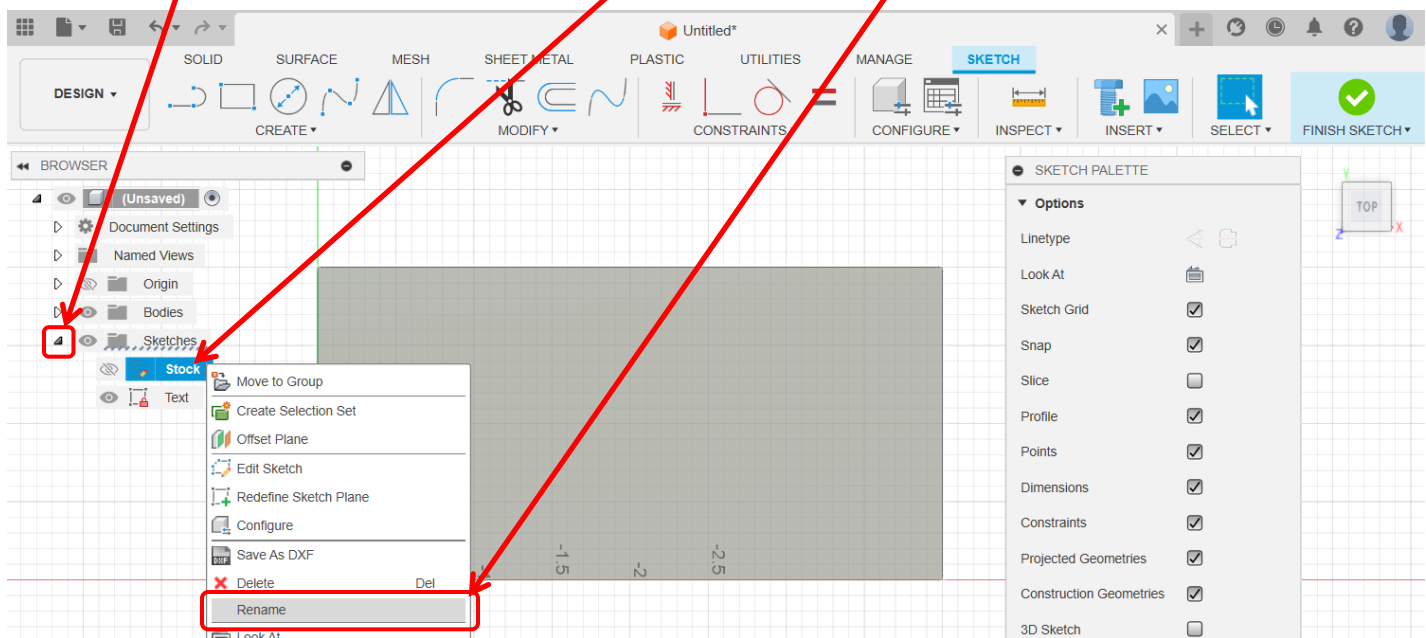 Untitled*
SOLID SURFACE MESH SHEET METAL PLASTIC UTILITIES MANAGE SKETCH
DESIGN
CREATE MODIFY CONSTRAINTS CONFIGURE INSPECT INSERT SELECT FINISH SKETCH
BROWSER
(Unsaved)
Document Settings
Named Views
Origin
Bodies
Sketches
Stock
Text
Move to Group
Create Selection Set
Offset Plane
Edit Sketch
Redefine Sketch Plane
Configure
DXF Save As DXF
Delete Del
Rename
Look At
-1.5
-2
-2.5
SKETCH PALETTE
Options
Linetype
Look At
Sketch Grid
Snap
Slice
Profile
Points
Dimensions
Constraints
Projected Geometries
Construction Geometries
3D Sketch
Y
TOP
X
Z